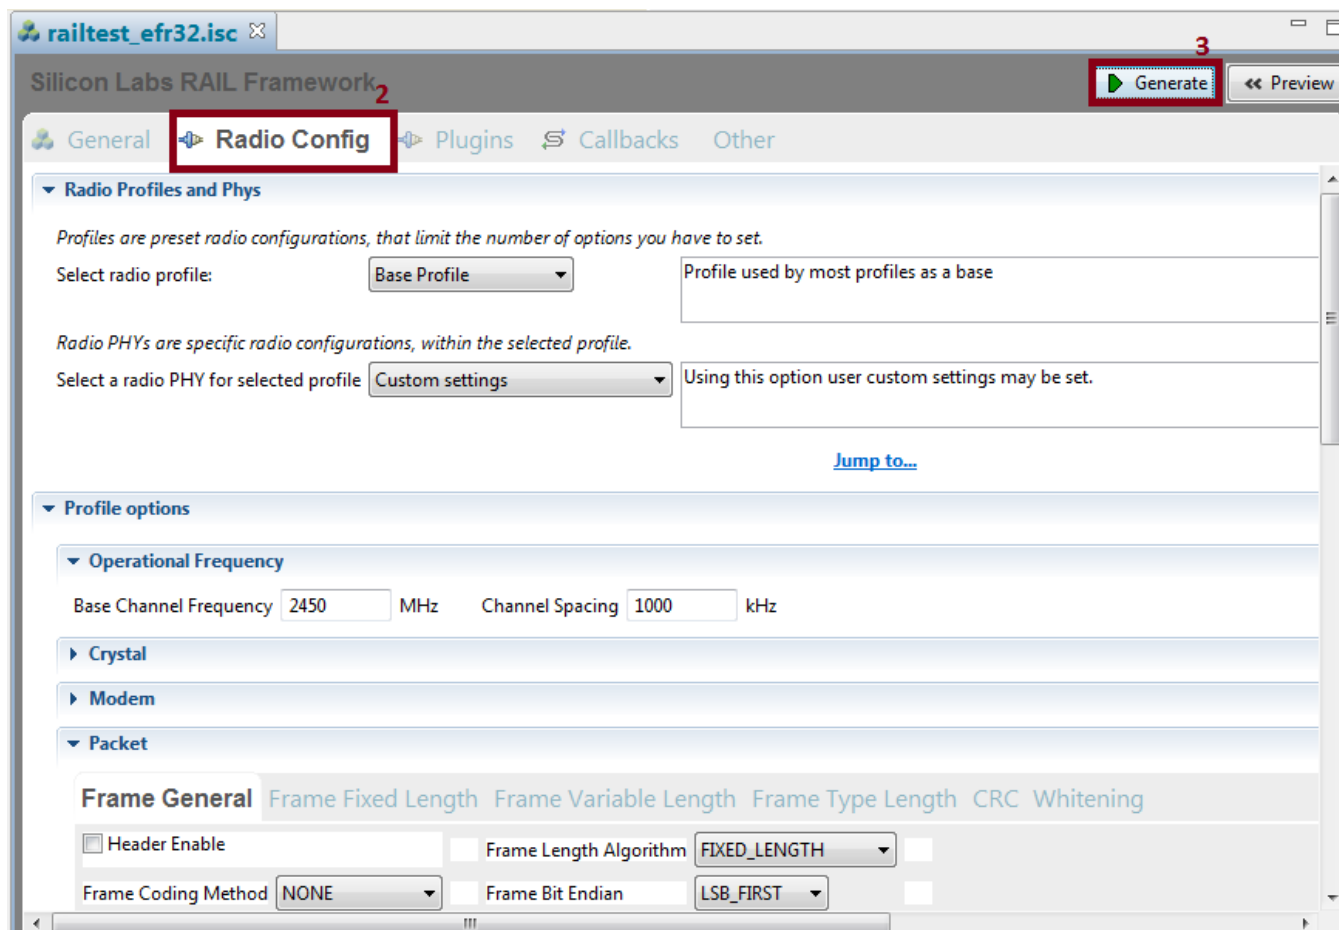 railtest_efr32.isc
3
Silicon Labs RAIL Framework
2
Generate
Preview
General
Radio Config
Plugins
Callbacks
Other
Radio Profiles and Phys
Profiles are preset radio configurations, that limit the number of options you have to set.
Select radio profile:
Base Profile
Profile used by most profiles as a base
Radio PHYs are specific radio configurations, within the selected profile.
Select a radio PHY for selected profile
Custom settings
Using this option user custom settings may be set.
Jump to...
Profile options
Operational Frequency
Base Channel Frequency 2450 MHz Channel Spacing 1000 kHz
Crystal
Modem
Packet
Frame General Frame Fixed Length Frame Variable Length Frame Type Length CRC Whitening
Header Enable Frame Length Algorithm FIXED_LENGTH
Frame Coding Method NONE Frame Bit Endian LSB_FIRST